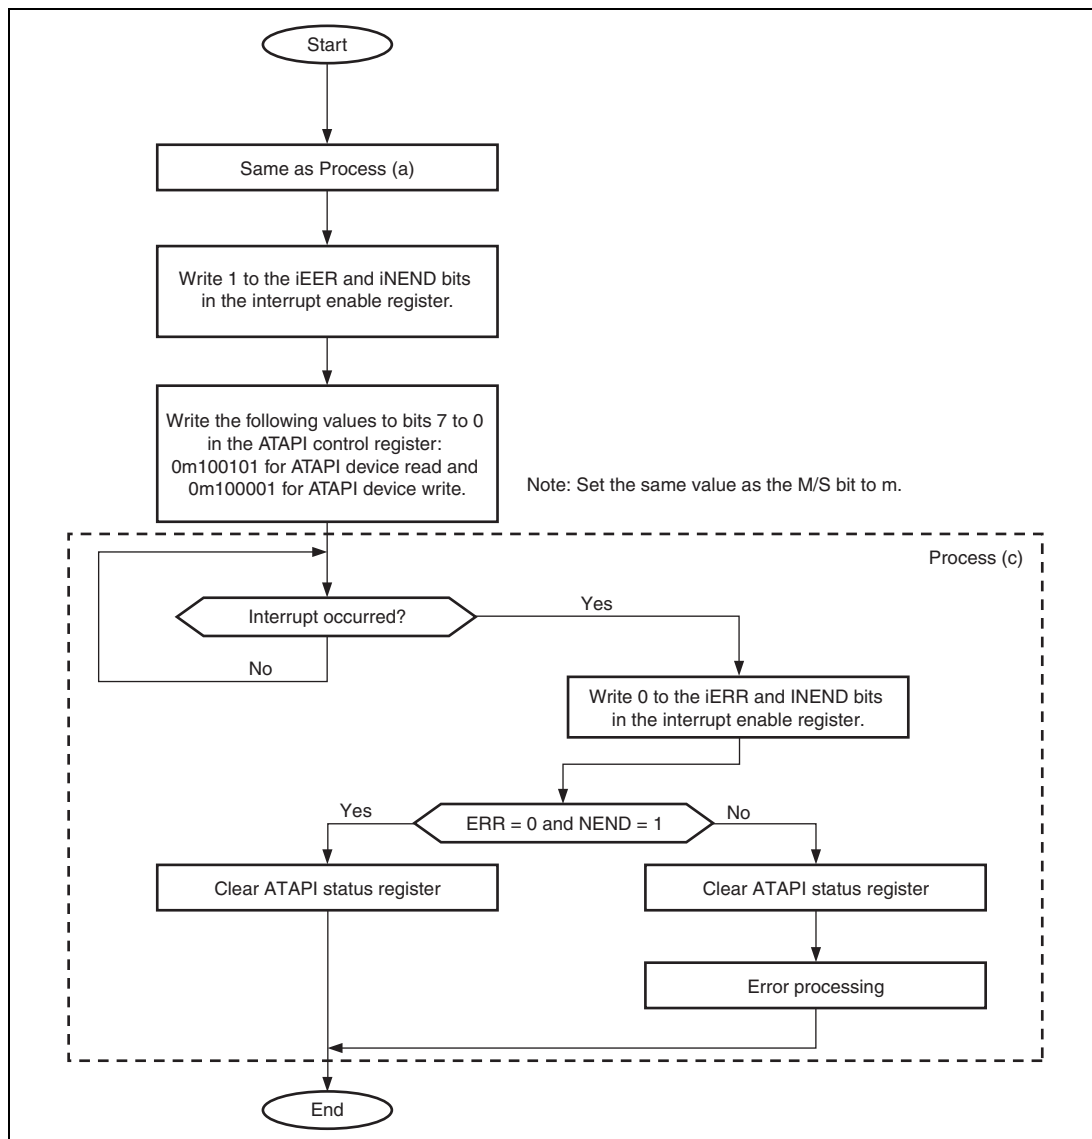 Start
Same as Process (a)
Write 1 to the iEER and iNEND bits
in the interrupt enable register.
Write the following values to bits 7 to 0
in the ATAPI control register:
0m100101 for ATAPI device read and
0m100001 for ATAPI device write.
Note: Set the same value as the M/S bit to m.
Process (c)
Interrupt occurred?
Yes
No
Write 0 to the iERR and INEND bits
in the interrupt enable register.
Yes
ERR = 0 and NEND = 1
No
Clear ATAPI status register
Clear ATAPI status register
Error processing
End